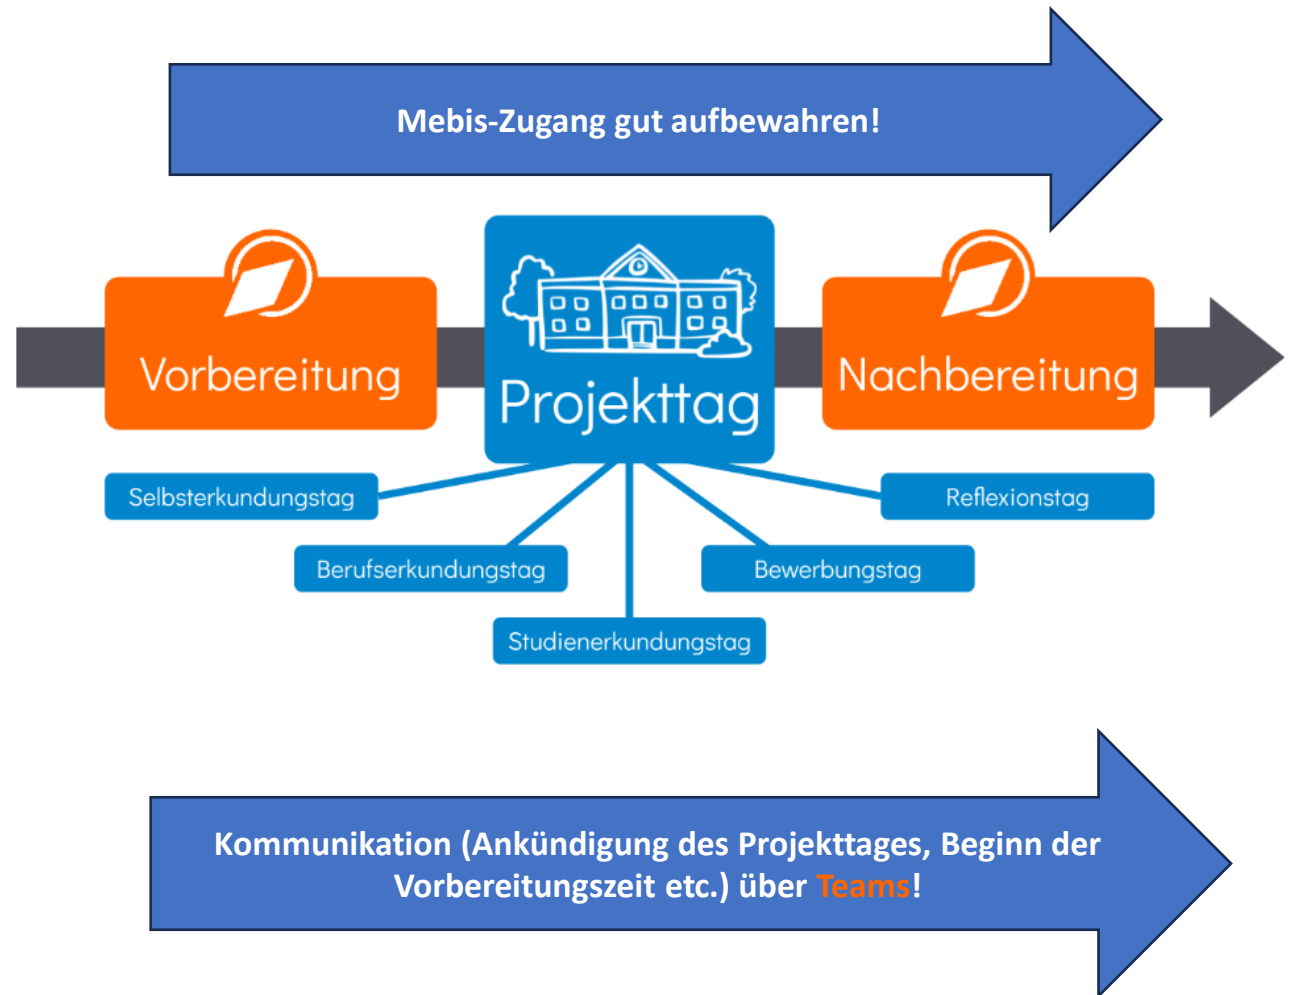 Mebis-Zugang gut aufbewahren!
Vorbereitung
Projekttag
Nachbereitung
Selbsterkundungstag
Reflexionstag
Berufserkundungstag
Bewerbungstag
Studienerkundungstag
Kommunikation (Ankündigung des Projekttages, Beginn der
Vorbereitungszeit etc.) über Teams!